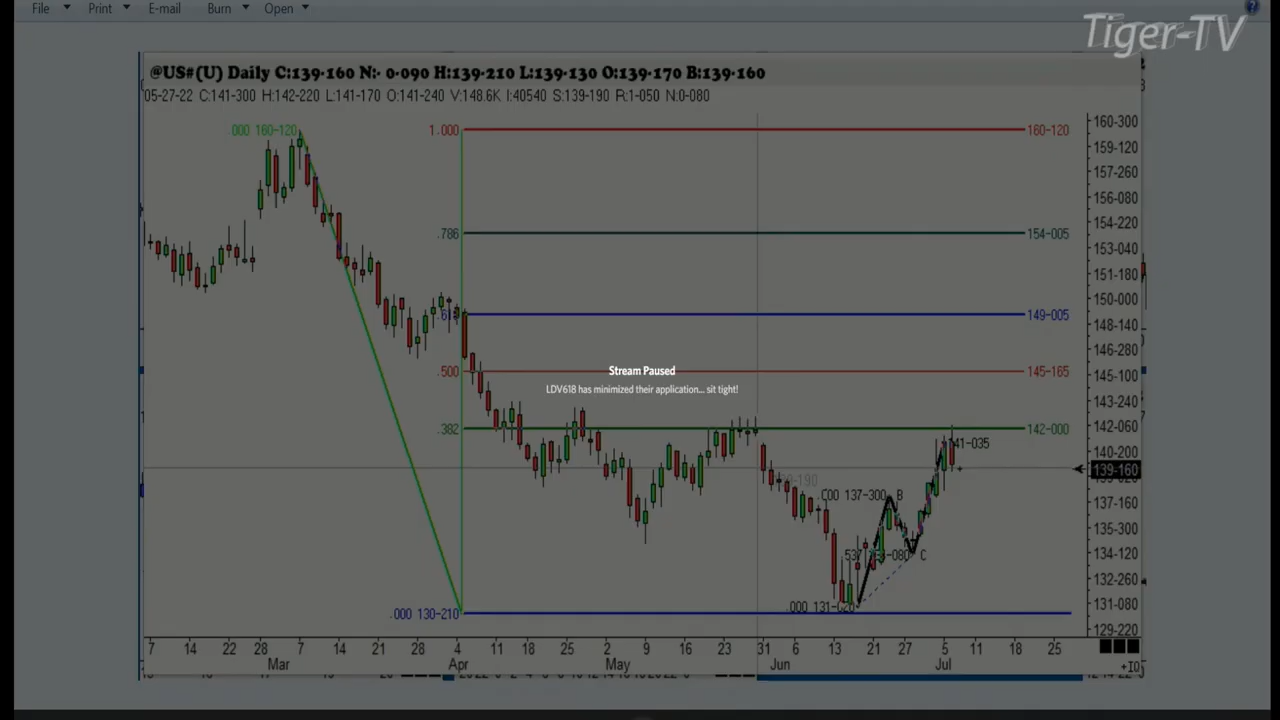 File Print E-mail Burn Open
Tiger-TV
@US#(U) Daily C:139-160 N:- 0-090 H:139-210 L:139-130 O:139-170 B:139-160
05-27-22 C:141-300 H:142-220 L:141-170 O:141-240 V:148.6K I:40540 S:139-190 R:1-050 N:0-080
160-300
.000 160-120 1.000 160-120
159-120
157-260
156-080
154-220
.786 154-005
153-040
151-180
150-000
149-005
148-140
146-280
Stream Paused
.500 145-165
145-100
LDV618 has minimized their application... sit tight!
143-240
.382 142-000
142-060
141-035
140-200
139-160
137-300 B
137-160
135-300
C
134-120
132-260
131-080
.000 130-210
129-220
7 14 22 28 7 14 21 28 4 11 18 25 2 9 16 23 31 6 13 21 27 5 11 18 25
Mar Apr May Jun Jul